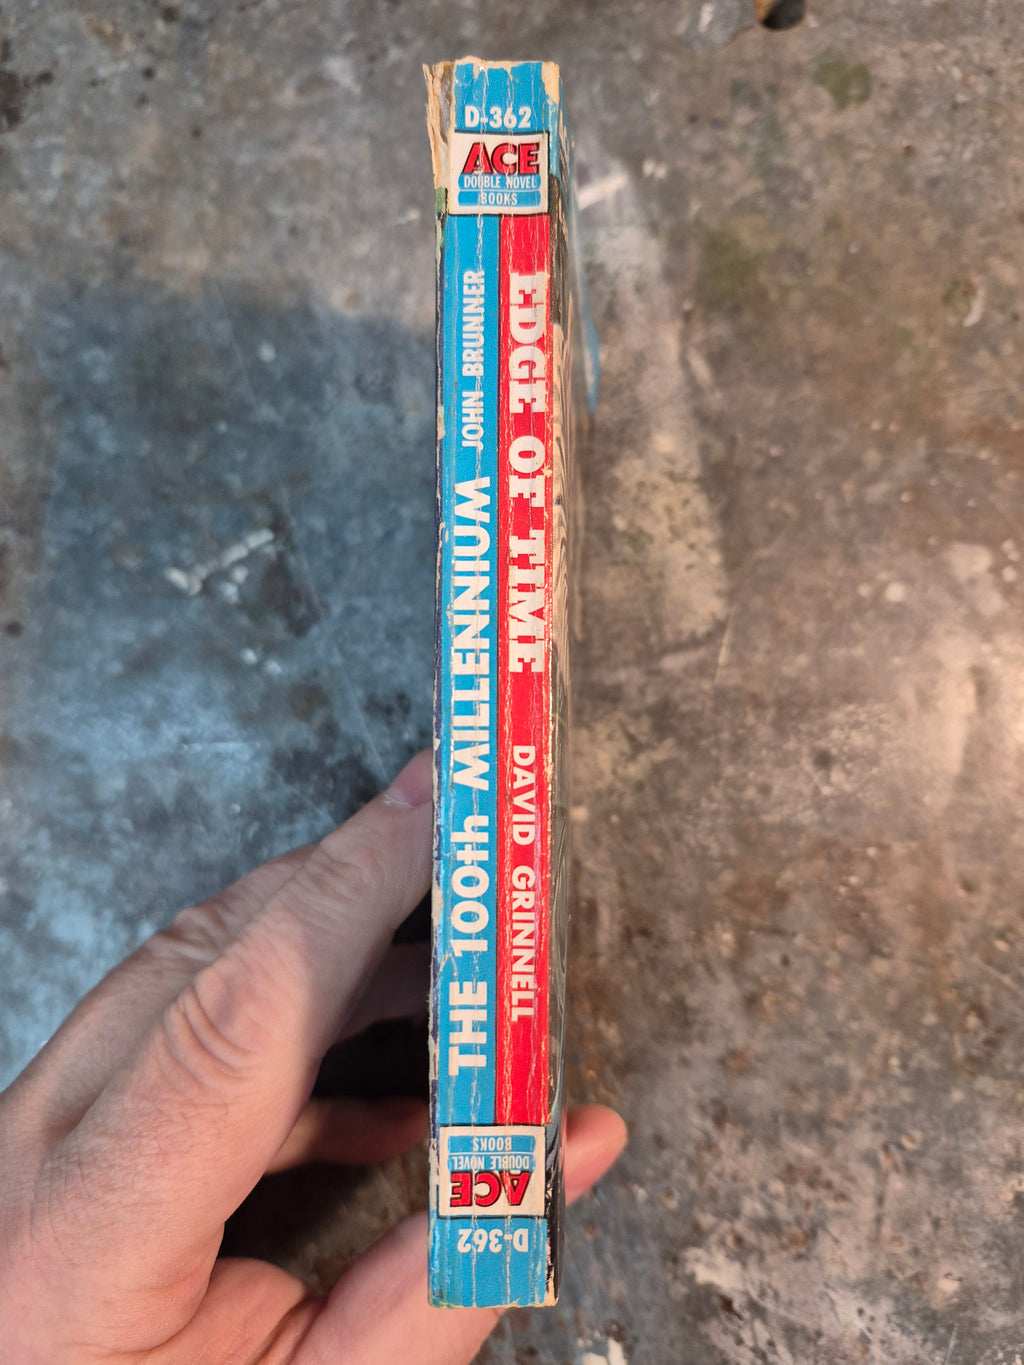 D-362
ACE
DOUBLE NOVEL
BOOKS
THE 100th MILLENNIUM JOHN BRUNNER
EDGE OF TIME DAVID GRINNELL
ACE
DOUBLE NOVEL
BOOKS
D-362